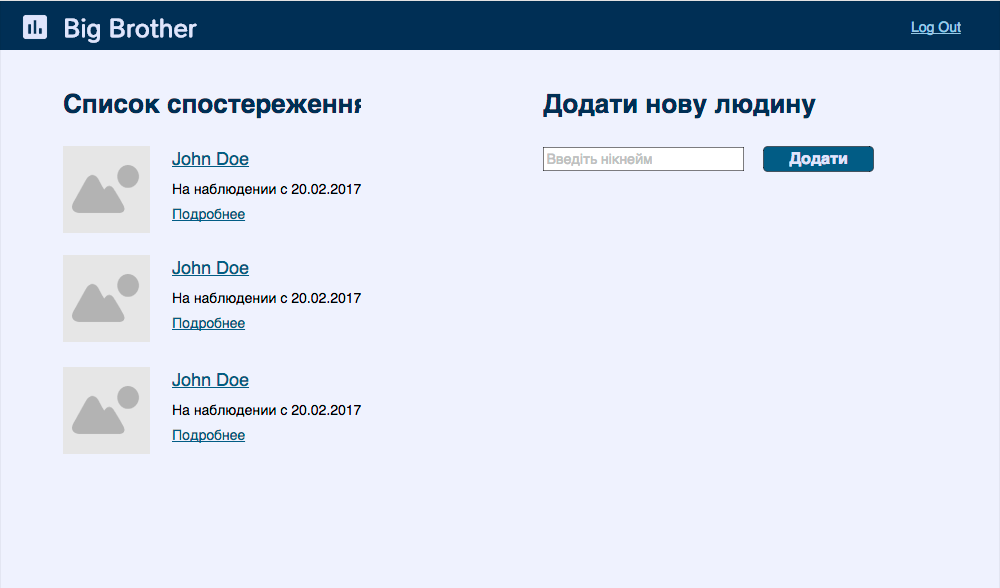 Big Brother
Log Out
Список спостереження
John Doe
На наблюдении с 20.02.2017
Подробнее
John Doe
На наблюдении с 20.02.2017
Подробнее
John Doe
На наблюдении с 20.02.2017
Подробнее
Додати нову людину
Введіть нікнейм
Додати